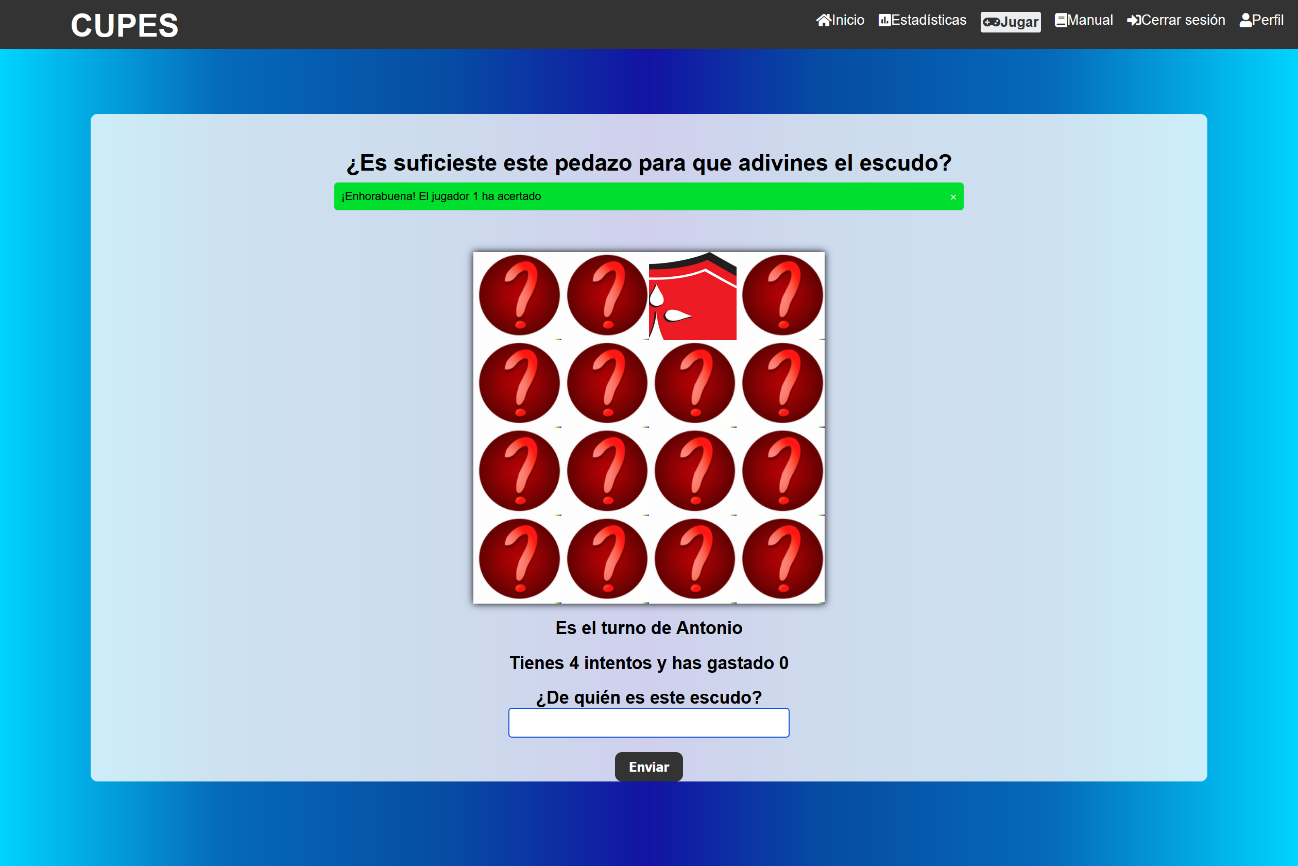 CUPES
Inicio
Estadísticas
Jugar
Manual
Cerrar sesión
Perfil
¿Es suficieste este pedazo para que adivines el escudo?
¡Enhorabuena! El jugador 1 ha acertado ×
? ? ?
? ? ? ?
? ? ? ?
? ? ? ?
Es el turno de Antonio
Tienes 4 intentos y has gastado 0
¿De quién es este escudo?
Enviar